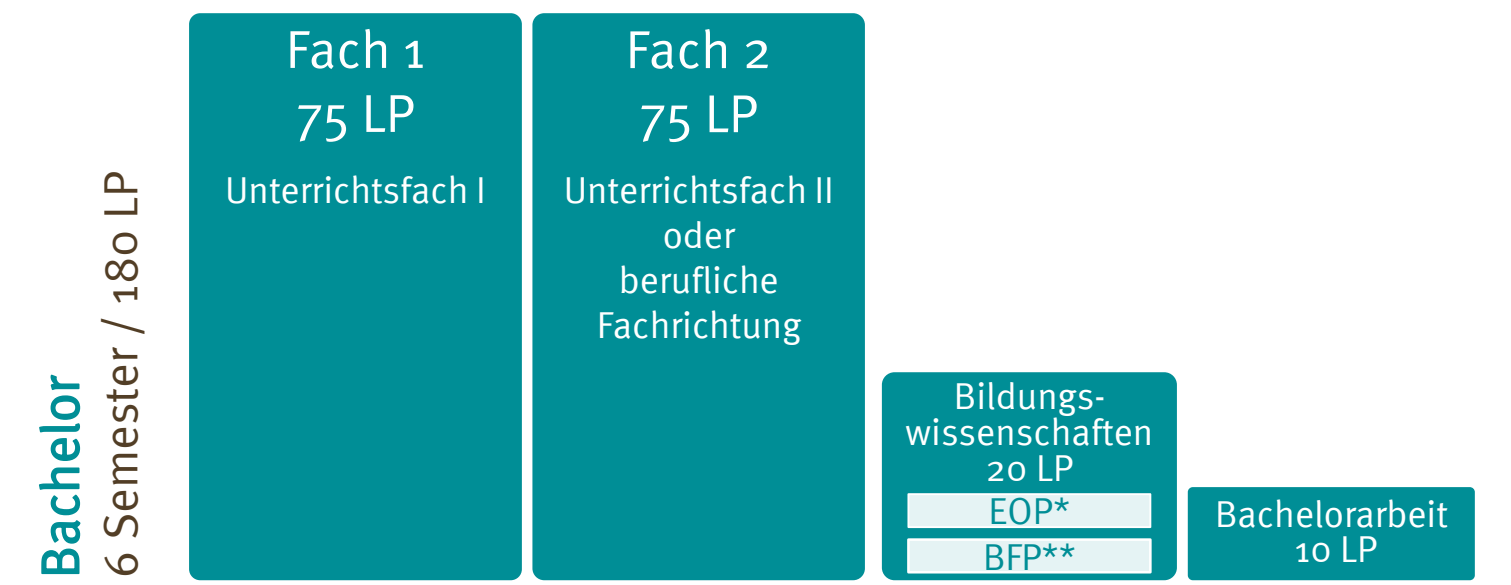 Bachelor
6 Semester / 180 LP
Fach 1
75 LP
Unterrichtsfach I
Fach 2
75 LP
Unterrichtsfach II
oder
berufliche
Fachrichtung
Bildungs-
wissenschaften
20 LP
EOP*
BFP**
Bachelorarbeit
10 LP